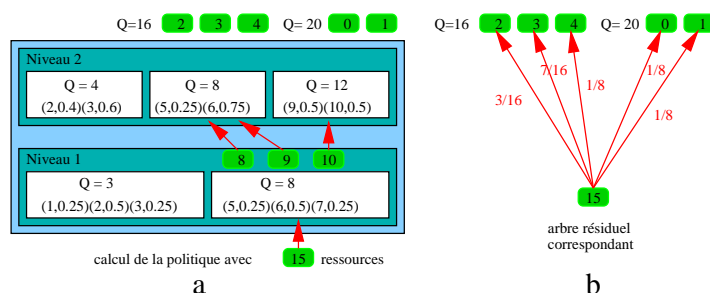 Q=16 2 3 4 Q= 20 0 1
Niveau 2
Q = 4 Q = 8 Q = 12
(2,0.4)(3,0.6) (5,0.25)(6,0.75) (9,0.5)(10,0.5)
8 9 10
Niveau 1
Q = 3 Q = 8
(1,0.25)(2,0.5)(3,0.25) (5,0.25)(6,0.5)(7,0.25)
calcul de la politique avec 15 ressources
a
Q=16 2 3 4 Q= 20 0 1
3/16 7/16 1/8 1/8 1/8
15
arbre résiduel
correspondant
b